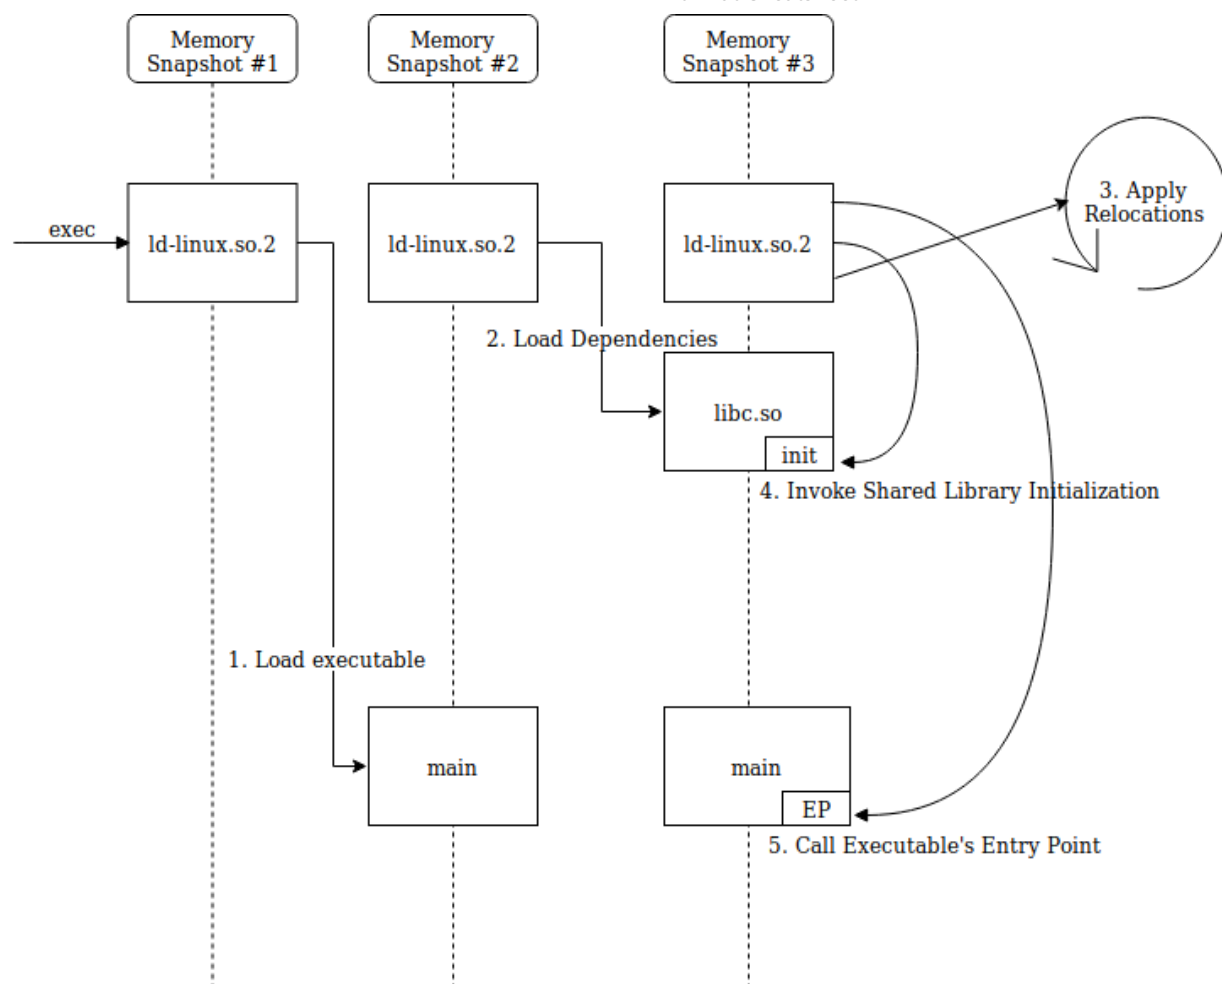 Memory
Snapshot #1
Memory
Snapshot #2
Memory
Snapshot #3
exec
ld-linux.so.2
ld-linux.so.2
ld-linux.so.2
3. Apply
Relocations
2. Load Dependencies
libc.so
init
4. Invoke Shared Library Initialization
1. Load executable
main
main
EP
5. Call Executable's Entry Point